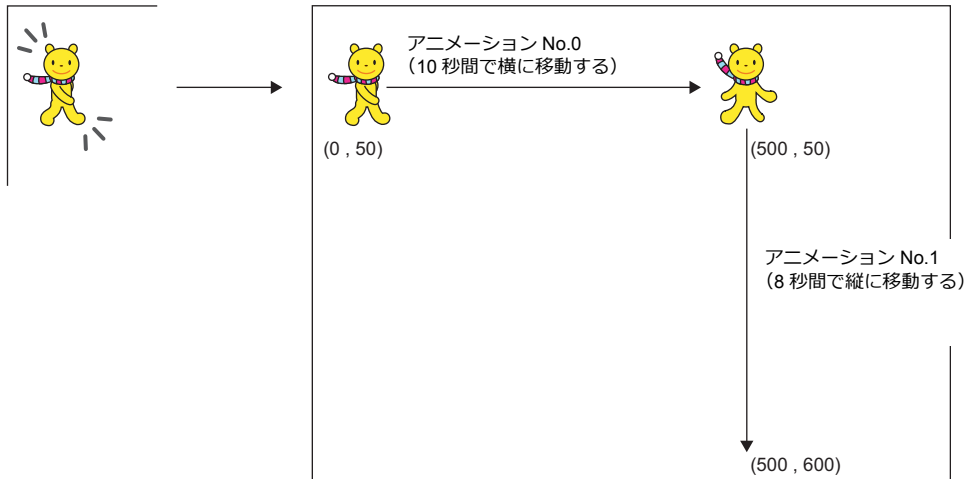 アニメーション No.0
（10 秒間で横に移動する）
(0 , 50)
(500 , 50)
アニメーション No.1
（8 秒間で縦に移動する）
(500 , 600)